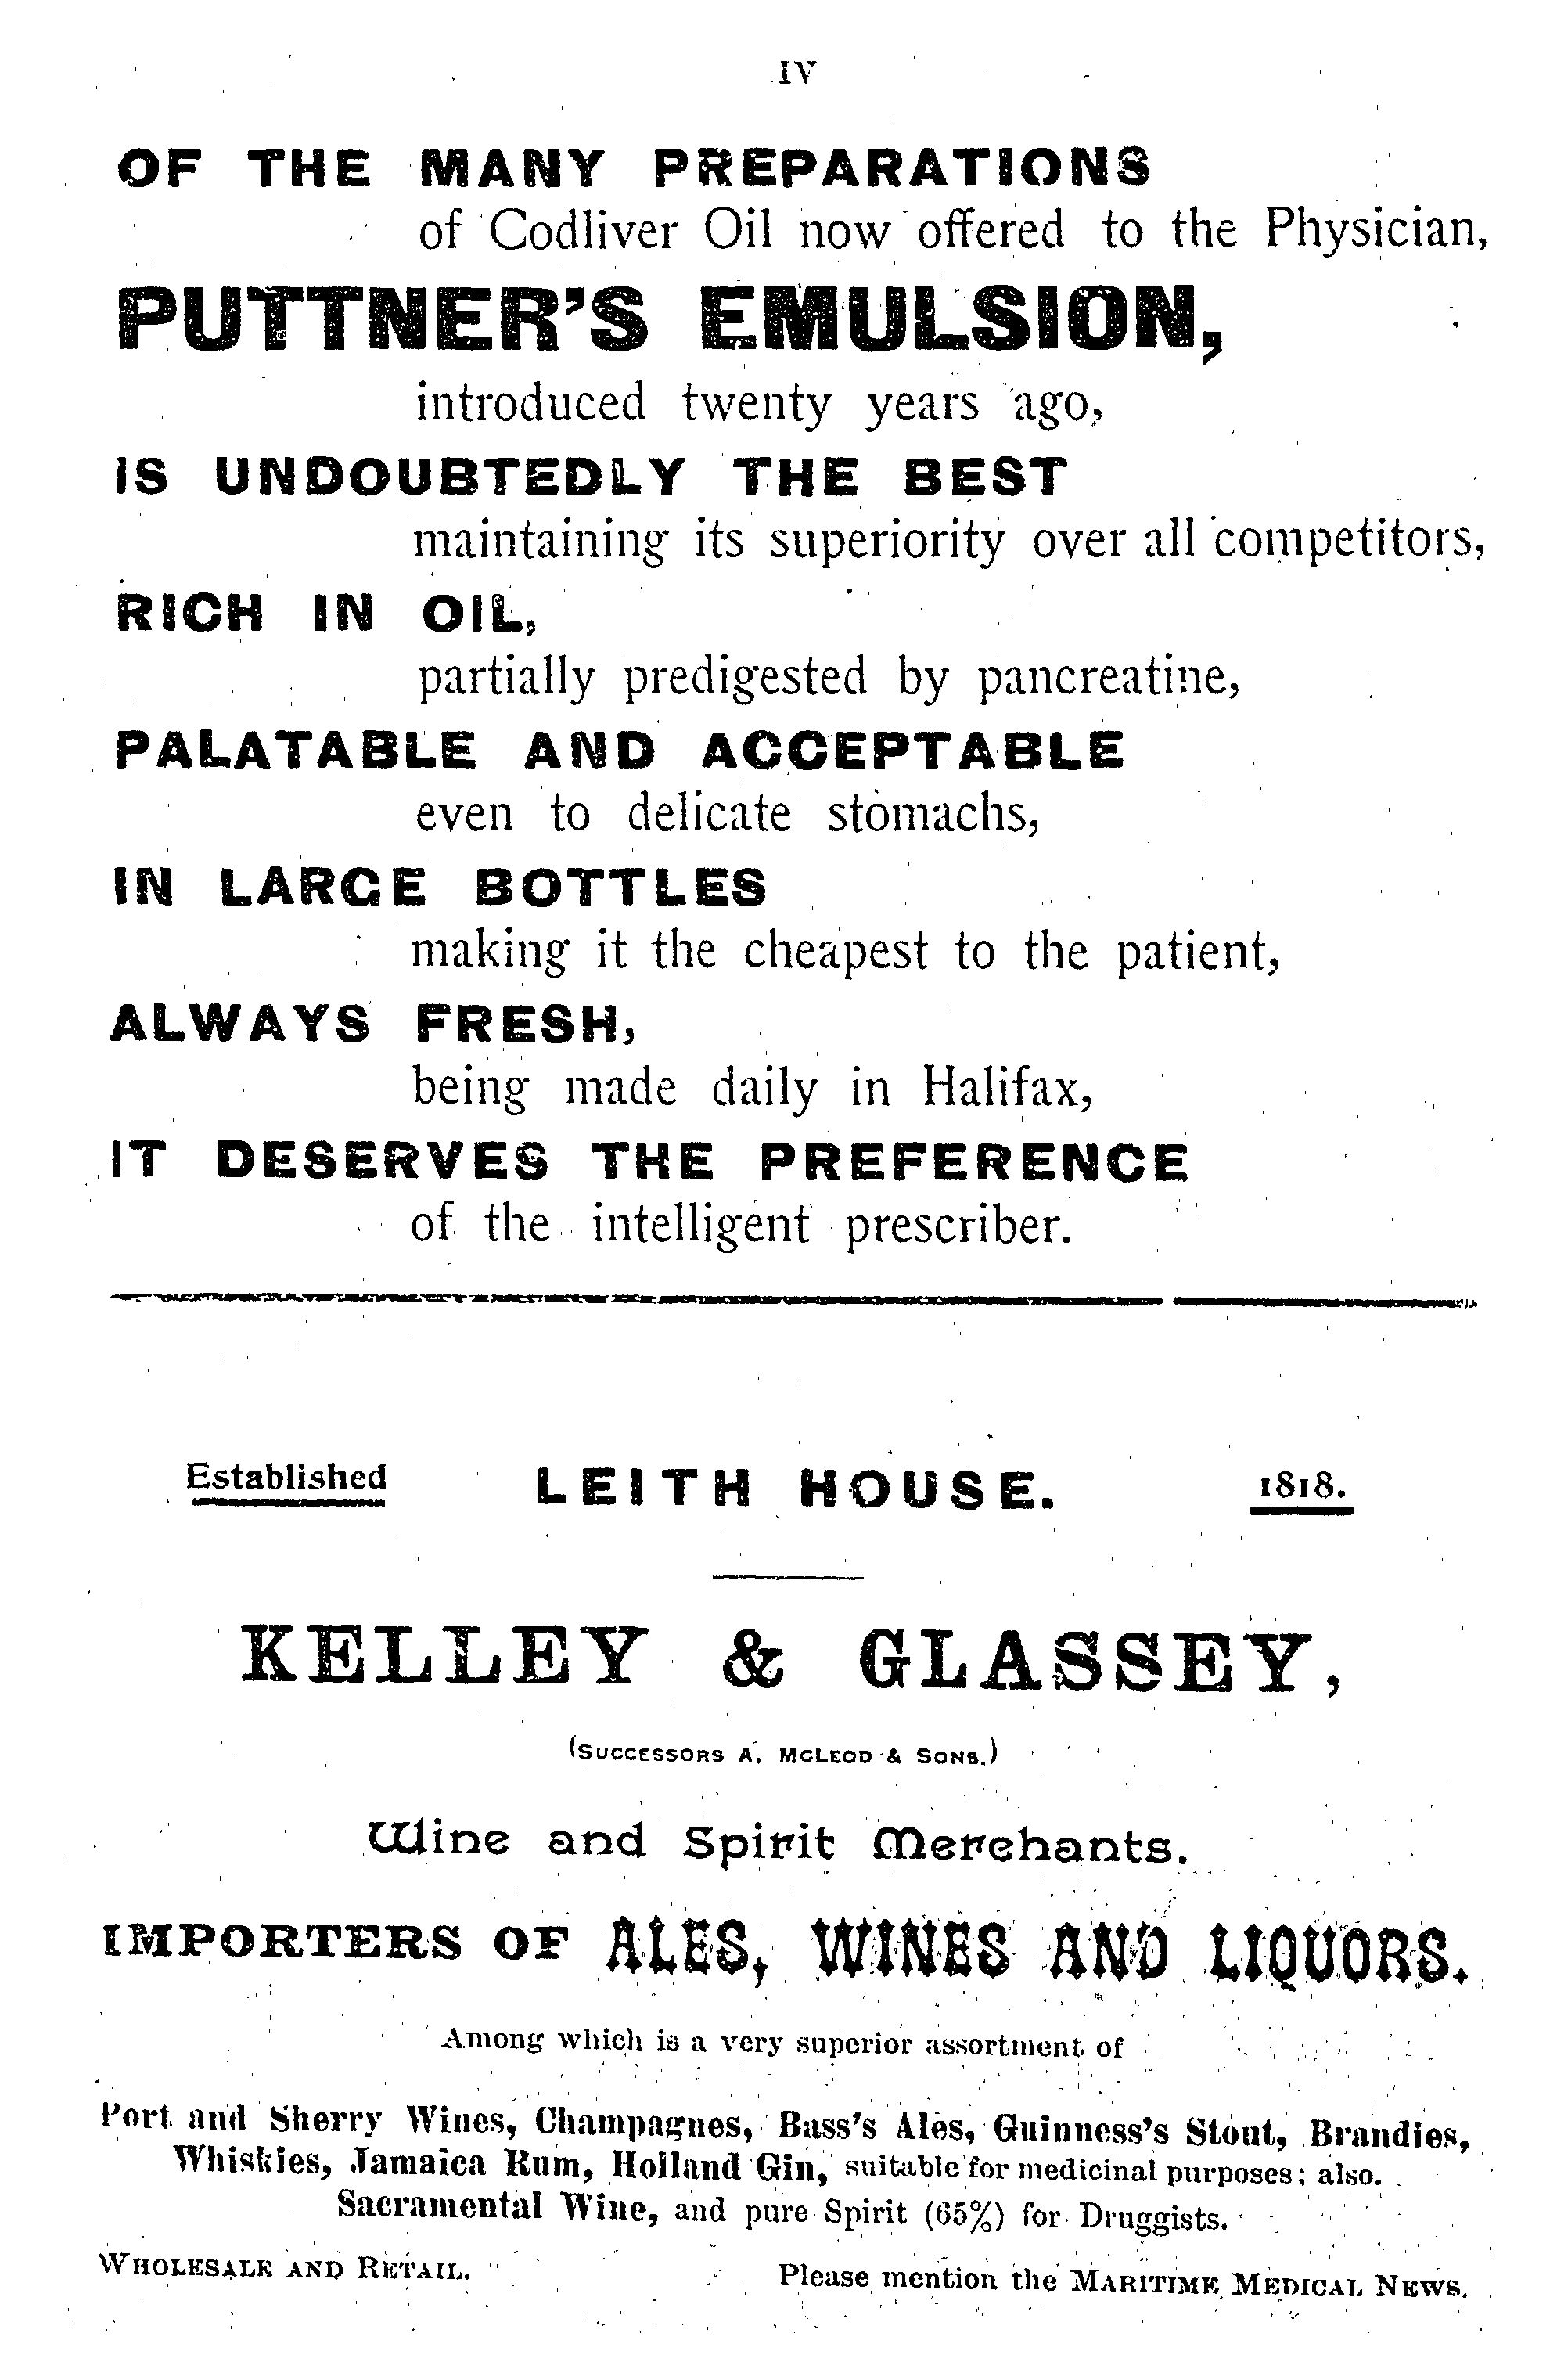 IV
OF THE MANY PREPARATIONS
of Codliver Oil now offered to the Physician,
PUTTNER'S EMULSION,
introduced twenty years ago,
IS UNDOUBTEDLY THE BEST
maintaining its superiority over all competitors,
RICH IN OIL,
partially predigested by pancreatine,
PALATABLE AND ACCEPTABLE
even to delicate stomachs,
IN LARGE BOTTLES
making it the cheapest to the patient,
ALWAYS FRESH,
being made daily in Halifax,
IT DESERVES THE PREFERENCE
of the intelligent prescriber.
Established LEITH HOUSE. 1818.
KELLEY & GLASSEY,
(SUCCESSORS A. MCLEOD & SONS.)
Wine and Spirit Merchants.
IMPORTERS OF ALES, WINES AND LIQUORS.
Among which is a very superior assortment of
Port and Sherry Wines, Champagnes, Bass's Ales, Guinness's Stout, Brandies,
Whiskies, Jamaica Rum, Holland Gin, suitable for medicinal purposes; also.
Sacramental Wine, and pure Spirit (65%) for Druggists.
WHOLESALE AND RETAIL. Please mention the MARITIME MEDICAL NEWS.